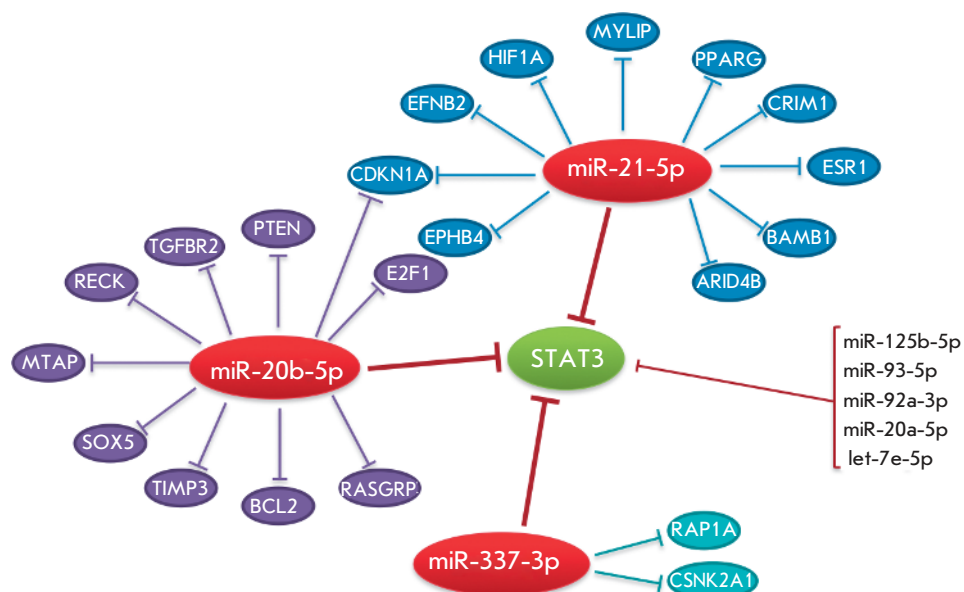 MYLIP
HIF1A
PPARG
EFNB2
CRIM1
miR-21-5p
ESR1
CDKN1A
EPHB4
BAMB1
ARID4B
PTEN
TGFBR2
E2F1
RECK
MTAP
miR-20b-5p
STAT3
SOX5
TIMP3
BCL2
RASGRP
miR-125b-5p
miR-93-5p
miR-92a-3p
miR-20a-5p
let-7e-5p
miR-337-3p
RAP1A
CSNK2A1